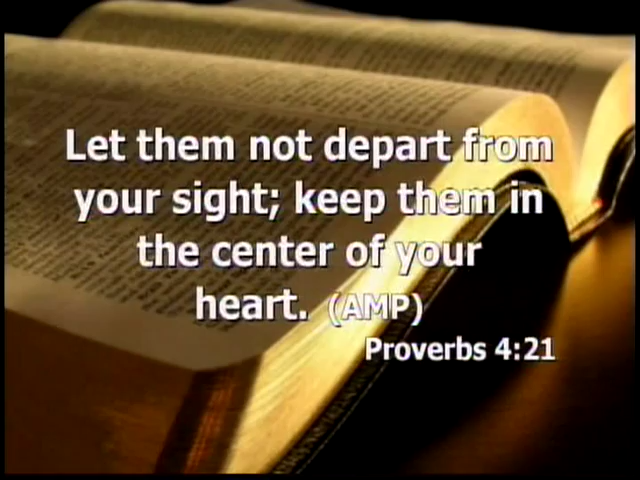 Let them not depart from
your sight; keep them in
the center of your
heart. (AMP)
Proverbs 4:21